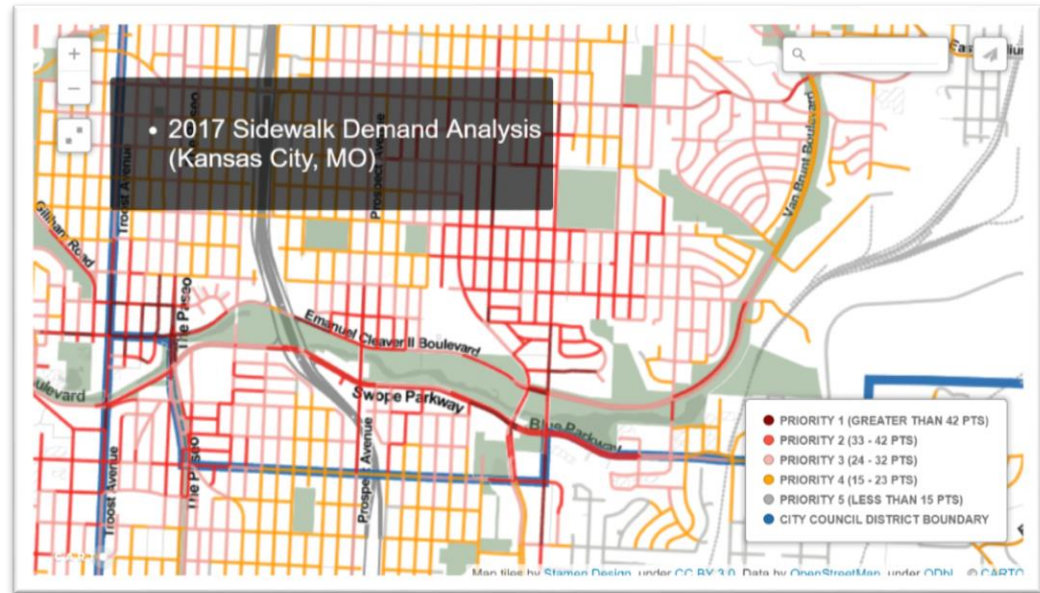 +
−
• 2017 Sidewalk Demand Analysis
(Kansas City, MO)
Troost Avenue
Paseo
Prospect Avenue
Van Brunt Boulevard
Gillham Road
The Paseo
Emanuel Cleaver II Boulevard
Swope Parkway
Blue Parkway
Troost Avenue
The Paseo
Prospect Avenue
PRIORITY 1 (GREATER THAN 42 PTS)
PRIORITY 2 (33 - 42 PTS)
PRIORITY 3 (24 - 32 PTS)
PRIORITY 4 (15 - 23 PTS)
PRIORITY 5 (LESS THAN 15 PTS)
CITY COUNCIL DISTRICT BOUNDARY
Map tiles by Stamen Design, under CC BY 3.0. Data by OpenStreetMap, under ODbL. © CARTO